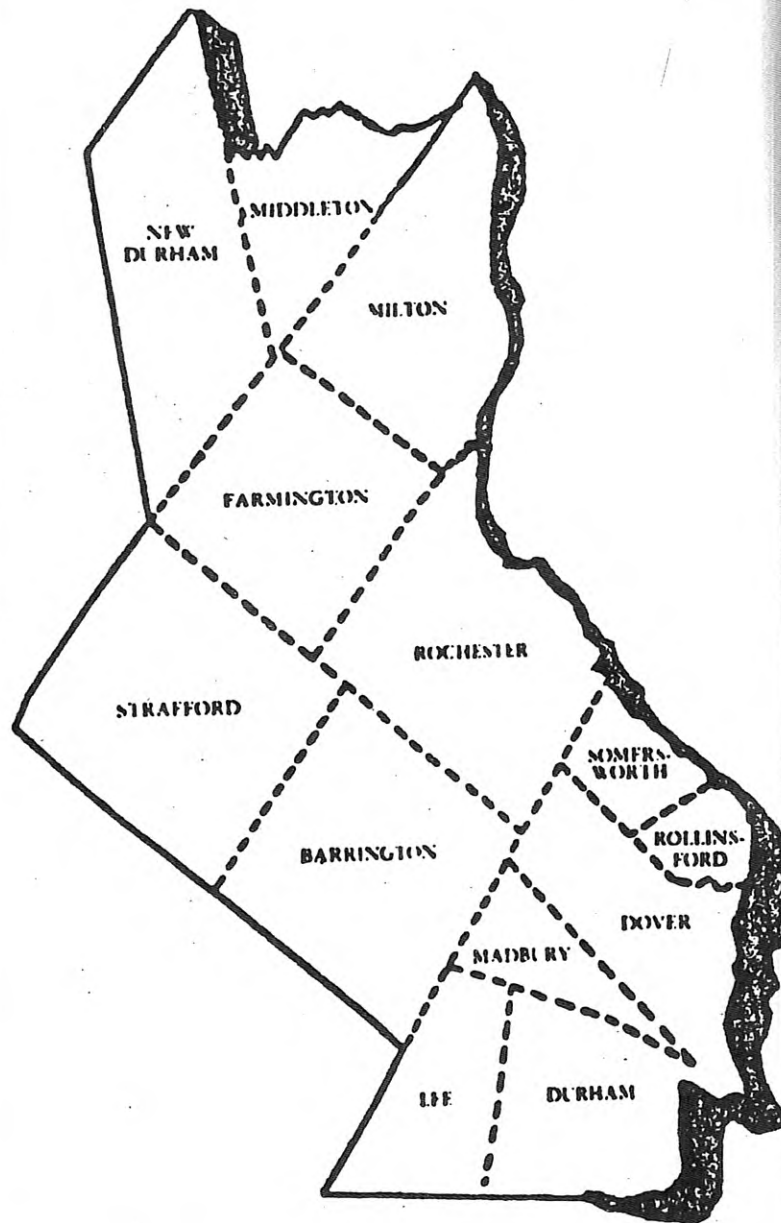 MIDDLETON
NEW
DURHAM
MILTON
FARMINGTON
ROCHESTER
STRAFFORD
SOMERS-
WORTH
ROLLINS-
FORD
BARRINGTON
DOVER
MADBURY
LEE
DURHAM